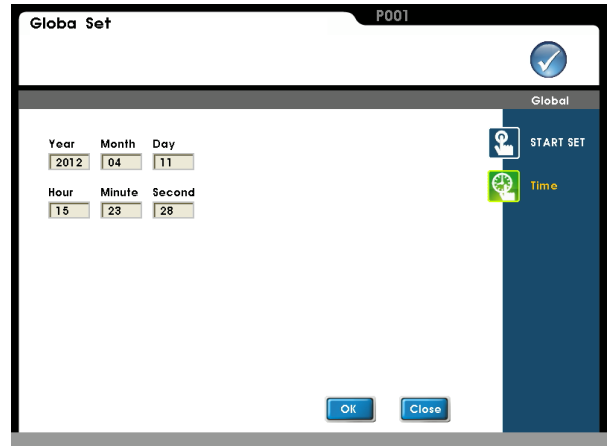 P001
Globa Set
Global
START SET
Time
Year Month Day
2012 04 11
Hour Minute Second
15 23 28
OK Close